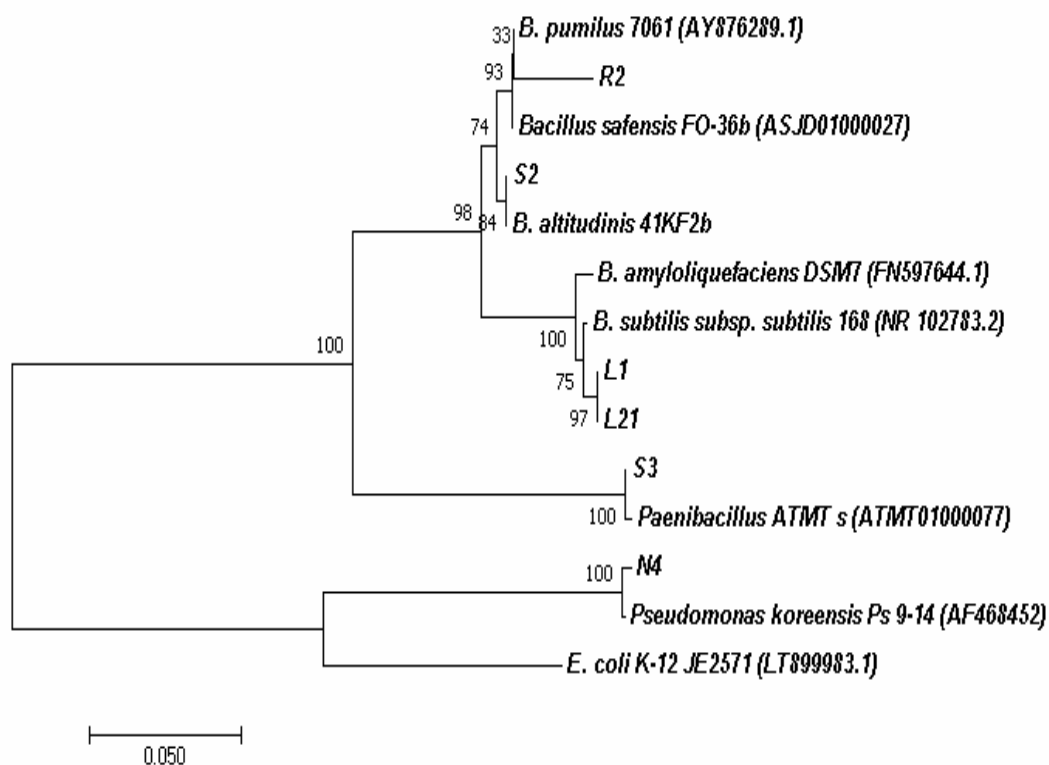 B. pumilus 7061 (AY876289.1)
33
R2
93
Bacillus safensis FO-36b (ASJD01000027)
74
S2
98
84
B. altitudinis 41KF2b
B. amyloliquefaciens DSM7 (FN597644.1)
B. subtilis subsp. subtilis 168 (NR 102783.2)
100
100
L1
75
L21
97
S3
100
Paenibacillus ATMT s (ATMT01000077)
N4
100
Pseudomonas koreensis Ps 9-14 (AF468452)
E. coli K-12 JE2571 (LT899983.1)
0.050